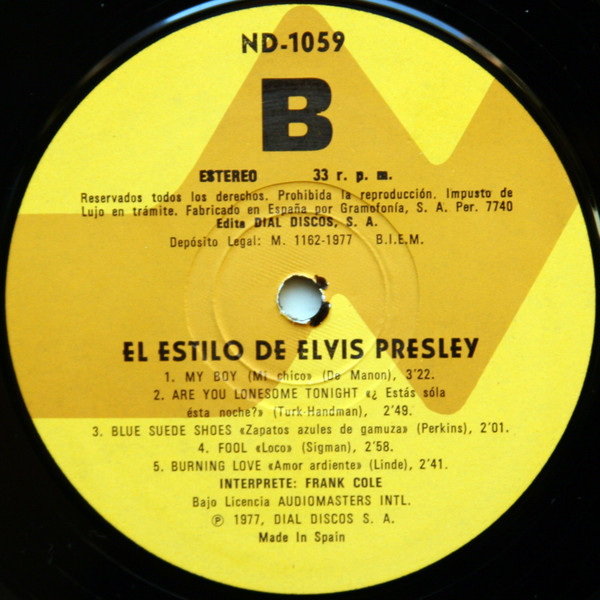 ND-1059
B
ESTEREO 33 r. p. m.
Reservados todos los derechos. Prohibida la reproducción. Impusto de
Lujo en trámite. Fabricado en España por Gramofonía, S. A. Per. 7740
Edita DIAL DISCOS, S. A.
Depósito Legal: M. 1162-1977 B.I.E.M.
EL ESTILO DE ELVIS PRESLEY
1. MY BOY (Mi chico» (De Manon), 3'22.
2. ARE YOU LONESOME TONIGHT «¿ Estás sóla
ésta noche?» (Turk-Handman), 2'49.
3. BLUE SUEDE SHOES «Zapatos azules de gamuza» (Perkins), 2'01.
4. FOOL «Loco» (Sigman), 2'58.
5. BURNING LOVE «Amor ardiente» (Linde), 2'41.
INTERPRETE: FRANK COLE
Bajo Licencia AUDIOMASTERS INTL.
℗ 1977, DIAL DISCOS S. A.
Made In Spain